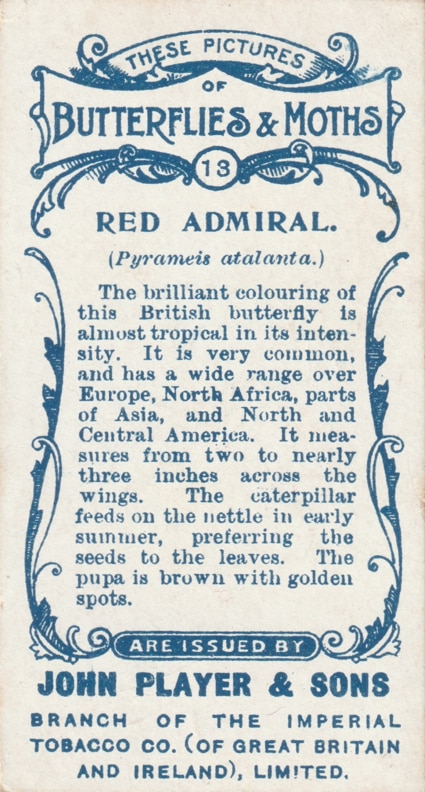 THESE PICTURES
OF
BUTTERFLIES & MOTHS
13
RED ADMIRAL.
(Pyrameis atalanta.)
The brilliant colouring of
this British butterfly is
almost tropical in its inten-
sity. It is very common,
and has a wide range over
Europe, North Africa, parts
of Asia, and North and
Central America. It mea-
sures from two to nearly
three inches across the
wings. The caterpillar
feeds on the nettle in early
summer, preferring the
seeds to the leaves. The
pupa is brown with golden
spots.
ARE ISSUED BY
JOHN PLAYER & SONS
BRANCH OF THE IMPERIAL
TOBACCO CO. (OF GREAT BRITAIN
AND IRELAND), LIMITED.